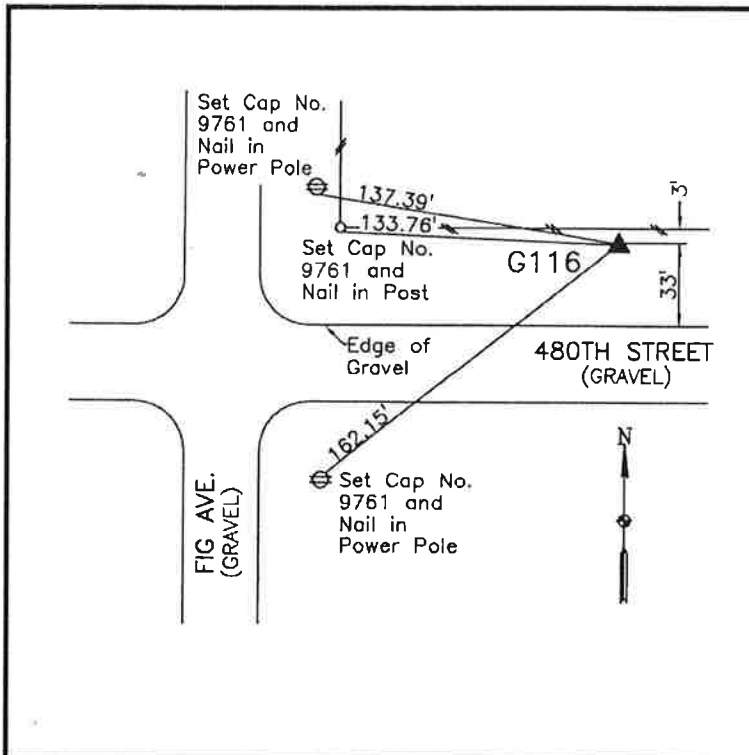 Set Cap No.
9761 and
Nail in
Power Pole
137.39'
133.76'
3'
Set Cap No.
9761 and
Nail in Post
G116
33'
Edge of
Gravel
480TH STREET
(GRAVEL)
162.15'
N
Set Cap No.
9761 and
Nail in
Power Pole
FIG AVE.
(GRAVEL)